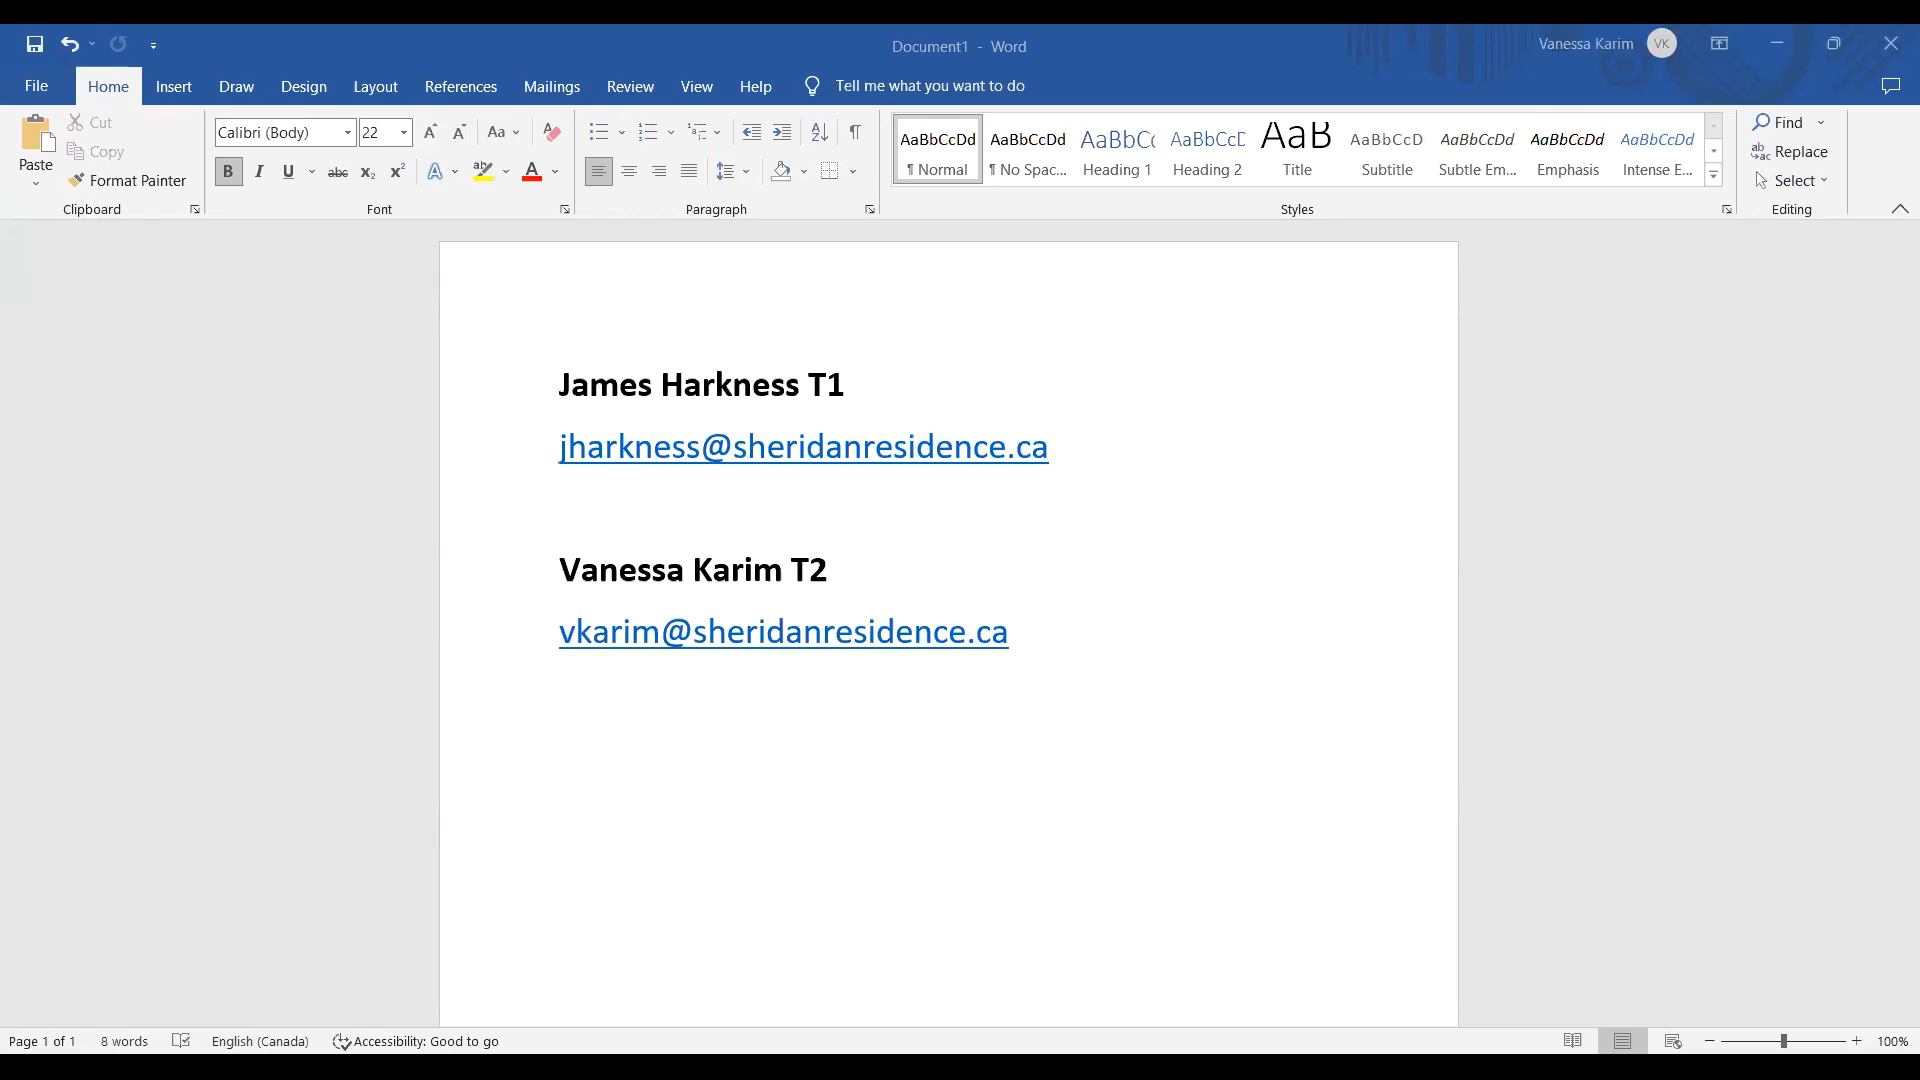 Document1 - Word
Vanessa Karim VK
File Home Insert Draw Design Layout References Mailings Review View Help Tell me what you want to do
Paste
Cut
Copy
Format Painter
Clipboard
Calibri (Body) 22
Font
Paragraph
AaBbCcDd AaBbCcDd AaBbCc AaBbCcD AaB AaBbCcD AaBbCcDd AaBbCcDd AaBbCcDd
¶ Normal ¶ No Spac... Heading 1 Heading 2 Title Subtitle Subtle Em... Emphasis Intense E...
Styles
Find
Replace
Select
Editing
James Harkness T1
jharkness@sheridanresidence.ca
Vanessa Karim T2
vkarim@sheridanresidence.ca
Page 1 of 1 8 words English (Canada) Accessibility: Good to go 100%